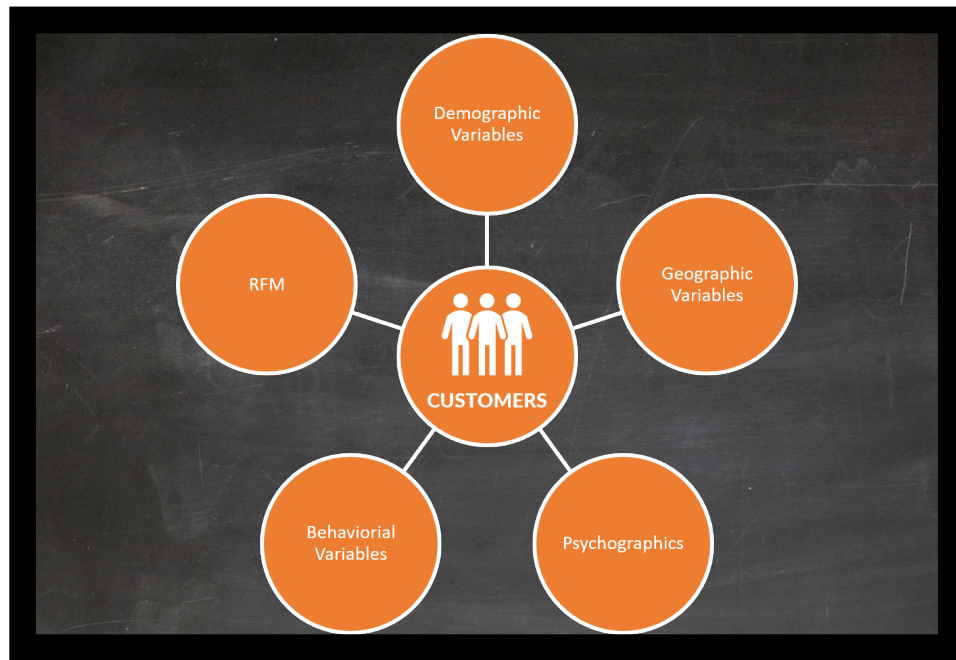 Demographic
Variables
RFM
Geographic
Variables
CUSTOMERS
Behaviorial
Variables
Psychographics